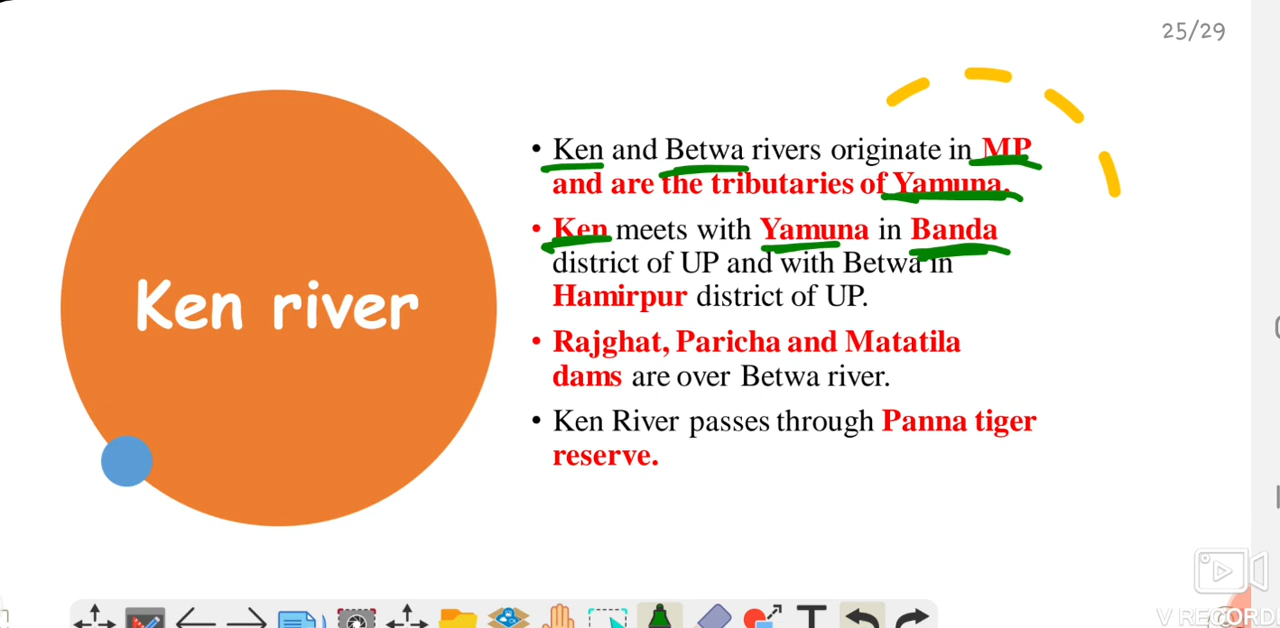 25/29
Ken river
• Ken and Betwa rivers originate in MP
and are the tributaries of Yamuna.
• Ken meets with Yamuna in Banda
district of UP and with Betwa in
Hamirpur district of UP.
• Rajghat, Paricha and Matatila
dams are over Betwa river.
• Ken River passes through Panna tiger
reserve.
T
V RECORD